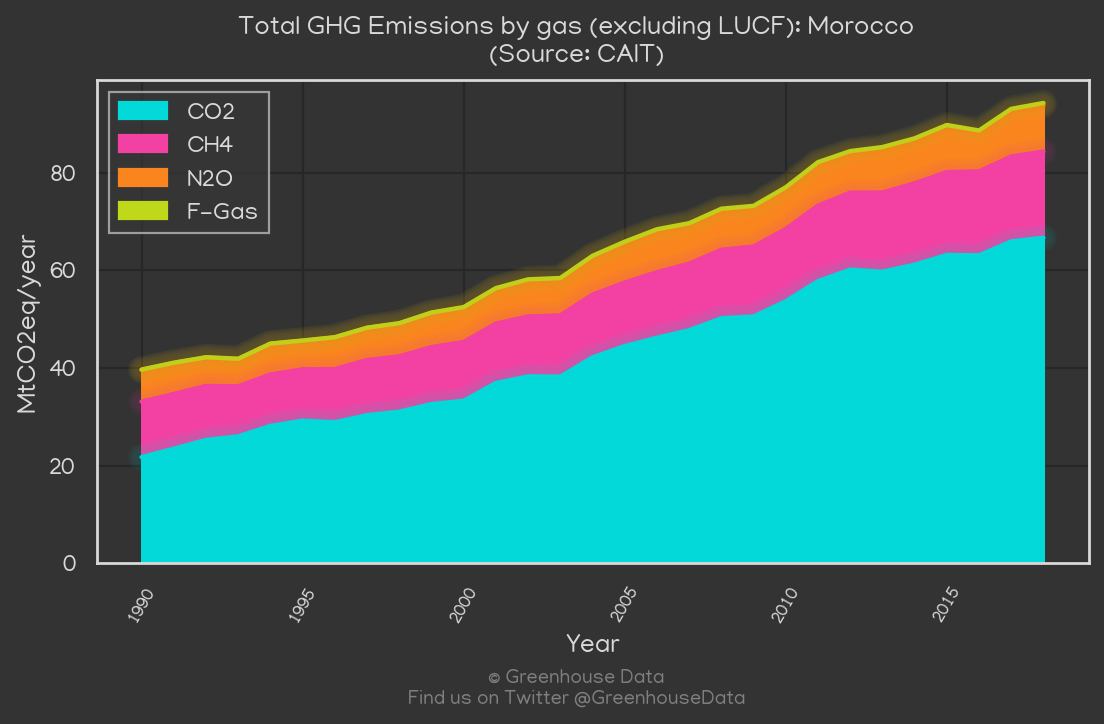 Total GHG Emissions by gas (excluding LUCF): Morocco
(Source: CAIT)
CO2
CH4
N2O
F-Gas
MtCO2eq/year
80
60
40
20
0
1990
1995
2000
2005
2010
2015
Year
© Greenhouse Data
Find us on Twitter @GreenhouseData